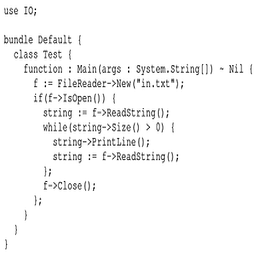 use IO;
bundle Default {
class Test {
function : Main(args : System.String[]) ~ Nil {
f := FileReader->New("in.txt");
if(f->IsOpen()) {
string := f->ReadString();
while(string->Size() > 0) {
string->PrintLine();
string := f->ReadString();
};
f->Close();
};
}
}
}